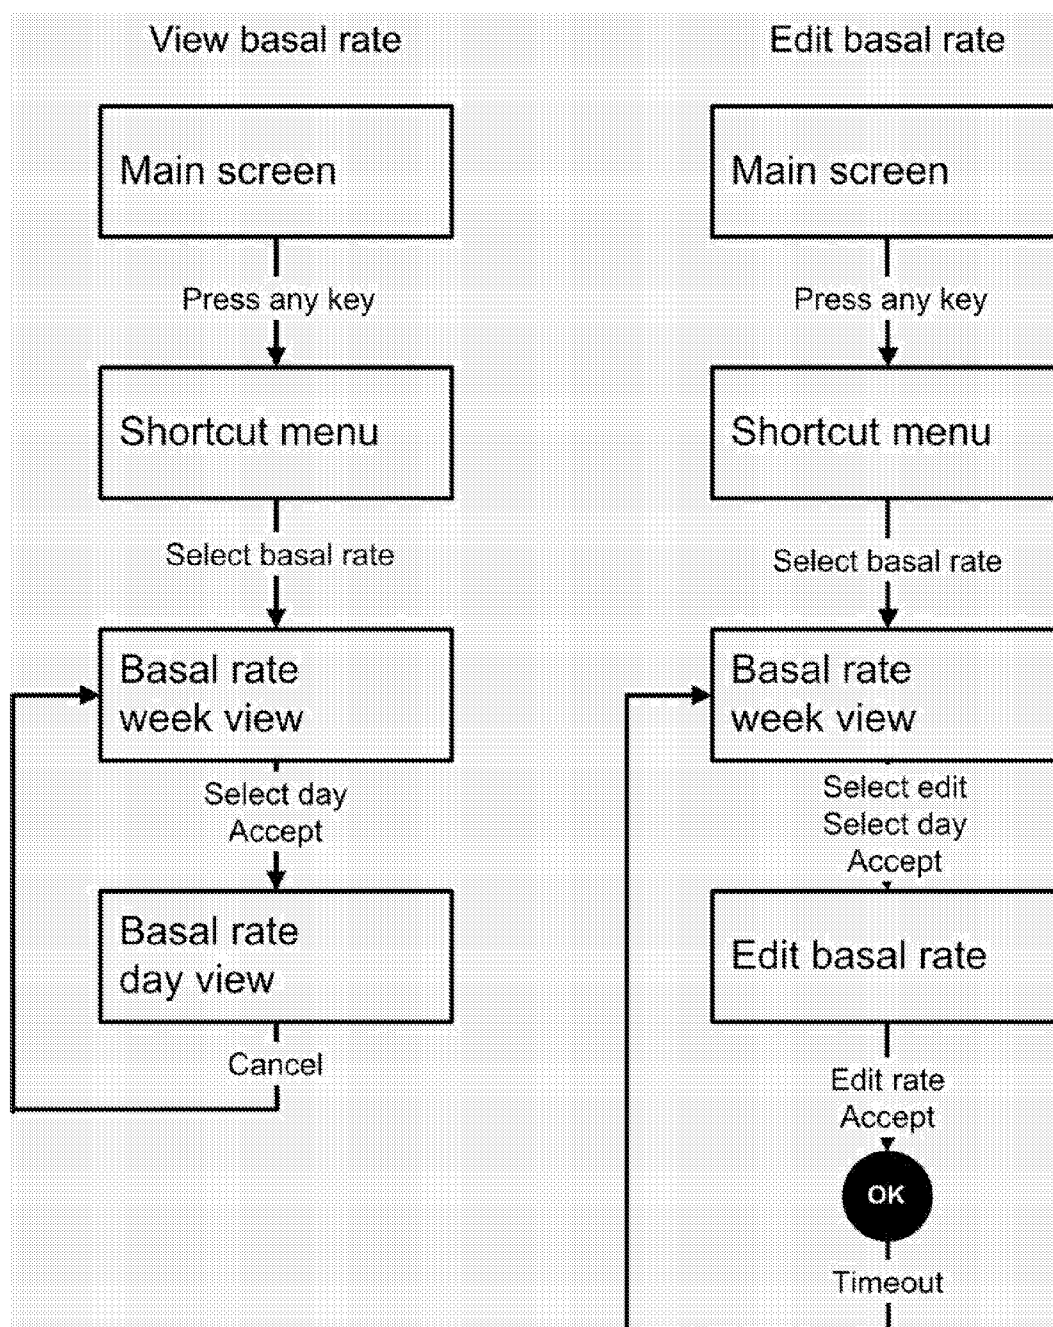 View basal rate
Main screen
Press any key
Shortcut menu
Select basal rate
Basal rate
week view
Select day
Accept
Basal rate
day view
Cancel
Edit basal rate
Main screen
Press any key
Shortcut menu
Select basal rate
Basal rate
week view
Select edit
Select day
Accept
Edit basal rate
Edit rate
Accept
OK
Timeout